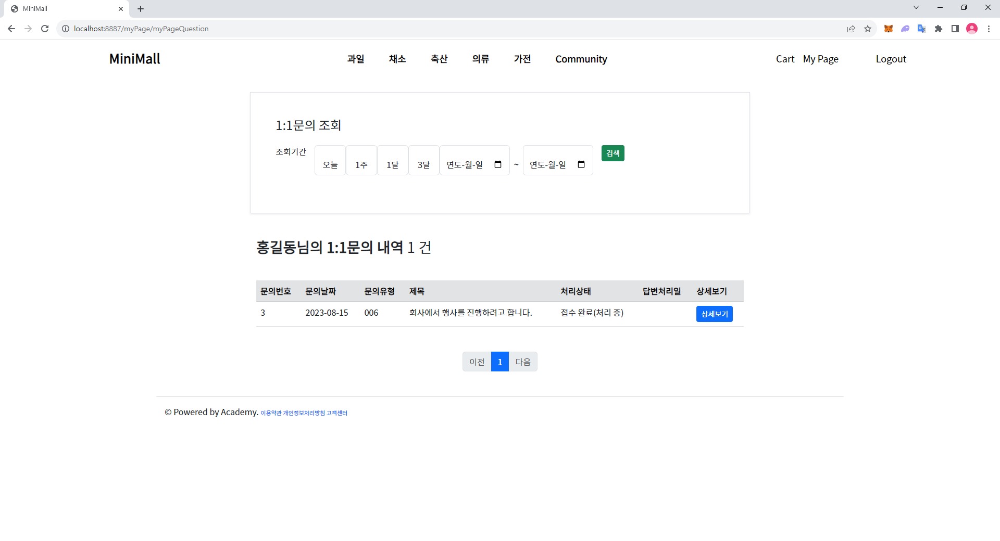 MiniMall
localhost:8887/myPage/myPageQuestion
MiniMall 과일 채소 축산 의류 가전 Community Cart My Page Logout
1:1문의 조회
조회기간 오늘 1주 1달 3달 연도-월-일 ~ 연도-월-일 검색
홍길동님의 1:1문의 내역 1 건
문의번호 문의날짜 문의유형 제목 처리상태 답변처리일 상세보기
3 2023-08-15 006 회사에서 행사를 진행하려고 합니다. 접수 완료(처리 중) 상세보기
이전 1 다음
© Powered by Academy. 이용약관 개인정보처리방침 고객센터